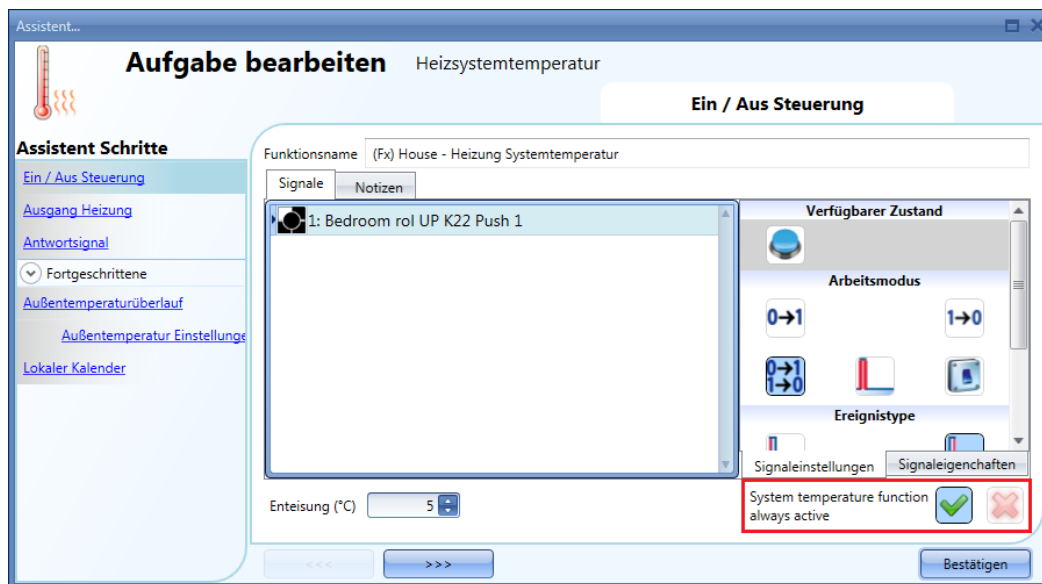 Assistent...
Aufgabe bearbeiten Heizsystemtemperatur
Ein / Aus Steuerung
Assistent Schritte
Ein / Aus Steuerung
Ausgang Heizung
Antwortsignal
Fortgeschrittene
Außentemperaturüberlauf
Außentemperatur Einstellunge
Lokaler Kalender
Funktionsname (Fx) House - Heizung Systemtemperatur
Signale Notizen
1: Bedroom rol UP K22 Push 1
Verfügbarer Zustand
Arbeitsmodus
0→1 1→0
0→1
1→0
Ereignistype
Signaleinstellungen Signaleigenschaften
Enteisung (°C) 5
System temperature function
always active
<<< >>> Bestätigen